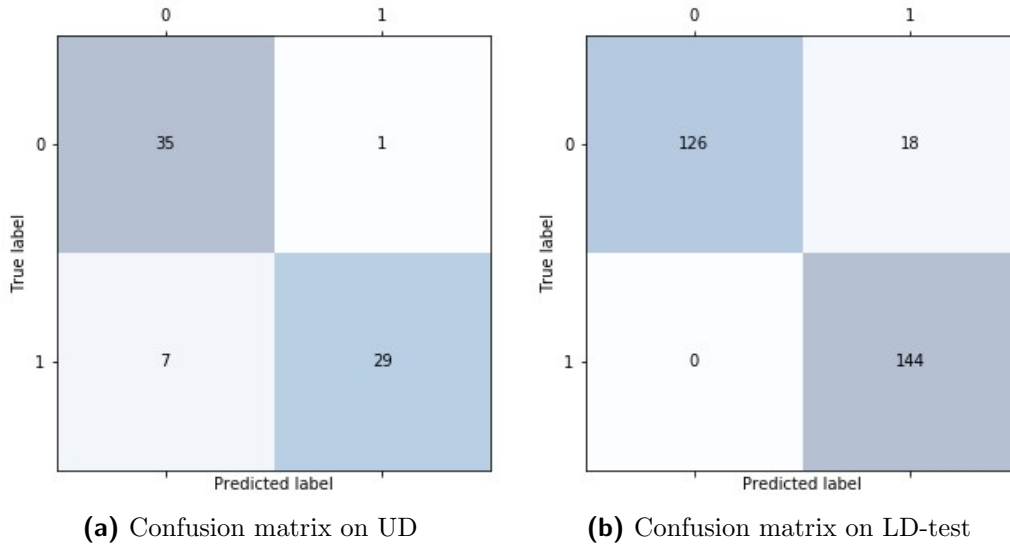 0 1
0 35 1
1 7 29
True label
Predicted label
(a) Confusion matrix on UD
0 1
0 126 18
1 0 144
True label
Predicted label
(b) Confusion matrix on LD-test